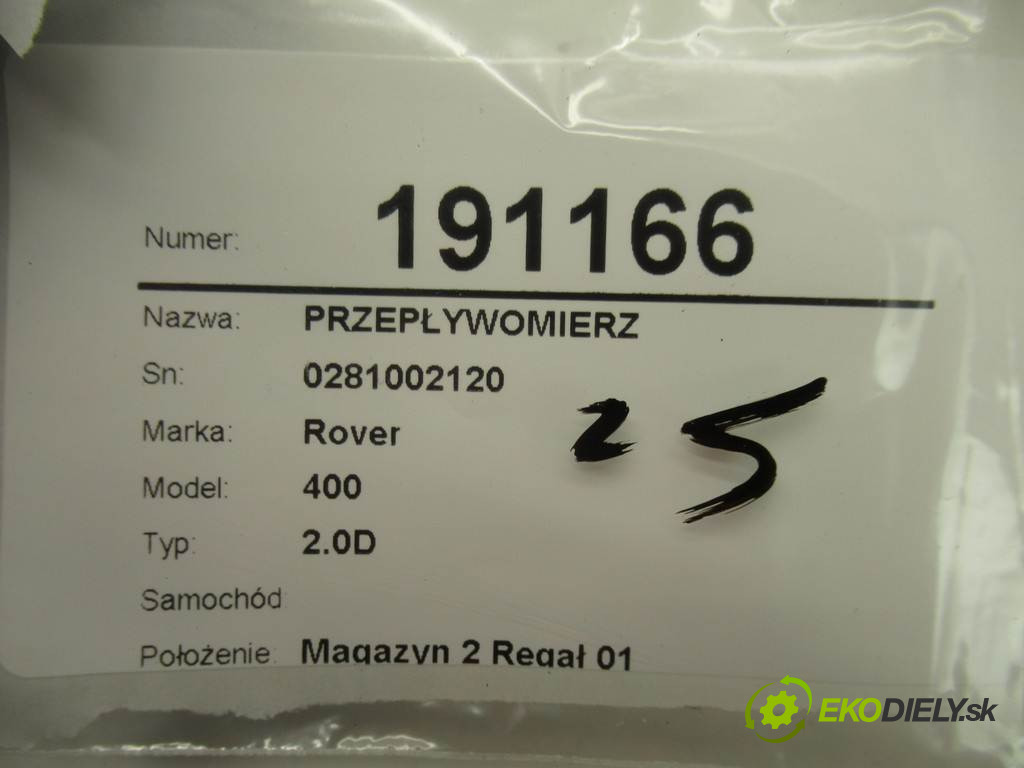 Numer: 191166
Nazwa: PRZEPŁYWOMIERZ
Sn: 0281002120
Marka: Rover
25
Model: 400
Typ: 2.0D
Samochód
Położenie: Magazyn 2 Regał 01
EKODIELY.sk